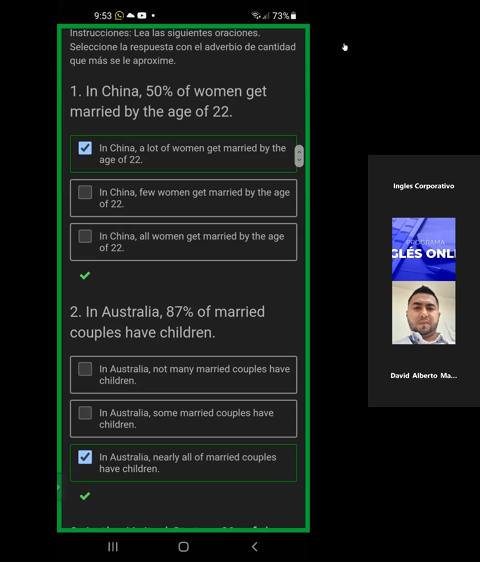 9:53
73%
Instrucciones: Lea las siguientes oraciones.
Seleccione la respuesta con el adverbio de cantidad
que más se le aproxime.
1. In China, 50% of women get
married by the age of 22.
In China, a lot of women get married by the
age of 22.
In China, few women get married by the age
of 22.
In China, all women get married by the age
of 22.
2. In Australia, 87% of married
couples have children.
In Australia, not many married couples have
children.
In Australia, some married couples have
children.
In Australia, nearly all of married couples
have children.
Ingles Corporativo
PROGRAMA
GLÉS ONLI
David Alberto Ma...